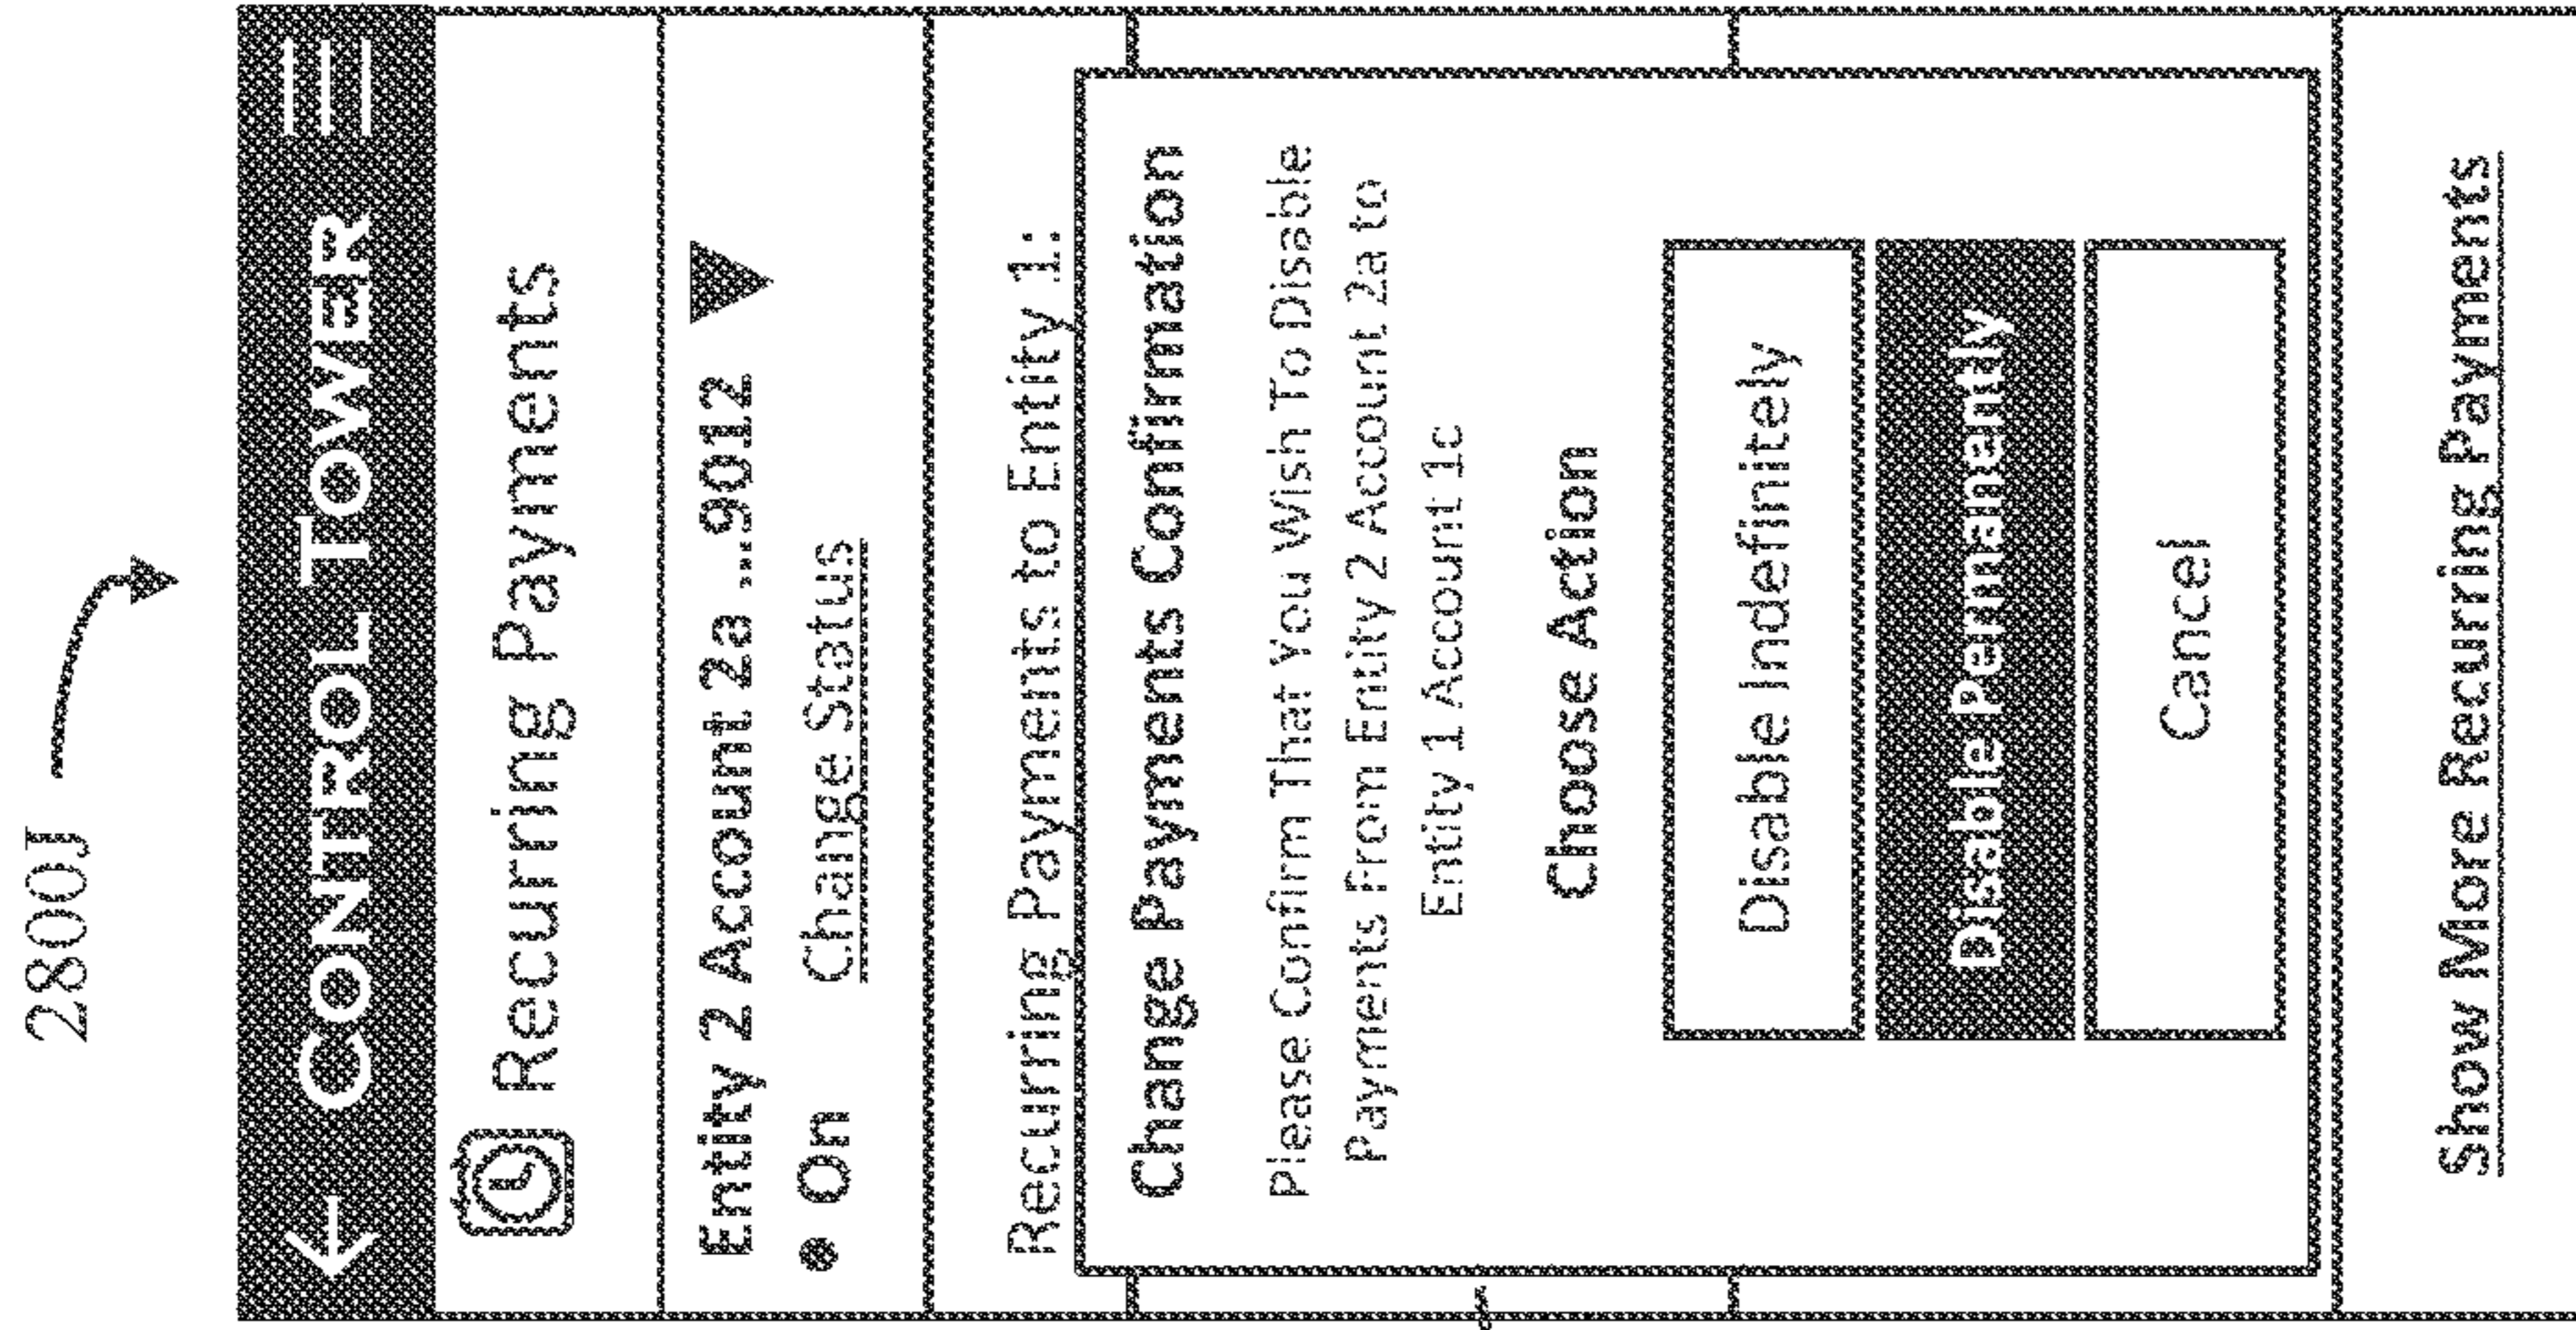 2800J
CONTROL TOWER
Recurring Payments
Entity 2 Account 2a ...9012
On Change Status
Recurring Payments to Entity 1:
Change Payments Confirmation
Please Confirm That You Wish To Disable
Payments From Entity 2 Account 2a to
Entity 1 Account 1c
Choose Action
Disable Indefinitely
Disable Permanently
Cancel
Show More Recurring Payments